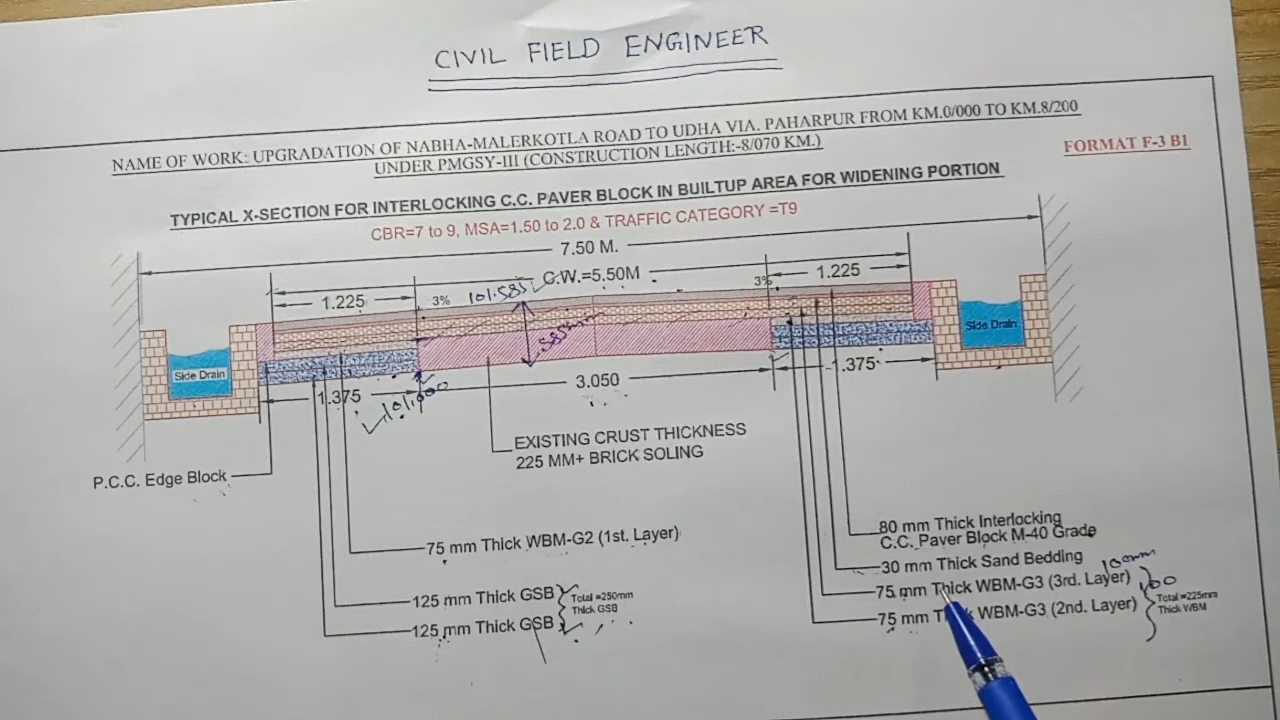 CIVIL FIELD ENGINEER
NAME OF WORK: UPGRADATION OF NABHA-MALERKOTLA ROAD TO UDHA VIA. PAHARPUR FROM KM.0/000 TO KM.8/200
UNDER PMGSY-III (CONSTRUCTION LENGTH:-8/070 KM.)
FORMAT F-3 B1
TYPICAL X-SECTION FOR INTERLOCKING C.C. PAVER BLOCK IN BUILTUP AREA FOR WIDENING PORTION
CBR=7 to 9, MSA=1.50 to 2.0 & TRAFFIC CATEGORY =T9
7.50 M.
C.W.=5.50M
1.225
3%
101.585
3%
1.225
585mm
Side Drain
Side Drain
1.375
101.000
3.050
1.375
EXISTING CRUST THICKNESS
225 MM+ BRICK SOLING
P.C.C. Edge Block
75 mm Thick WBM-G2 (1st. Layer)
125 mm Thick GSB
125 mm Thick GSB
Total =250mm
Thick GSB
80 mm Thick Interlocking
C.C. Paver Block M-40 Grade
30 mm Thick Sand Bedding
100mm
75 mm Thick WBM-G3 (3rd. Layer)
100
75 mm Thick WBM-G3 (2nd. Layer)
Total =225mm
Thick WBM